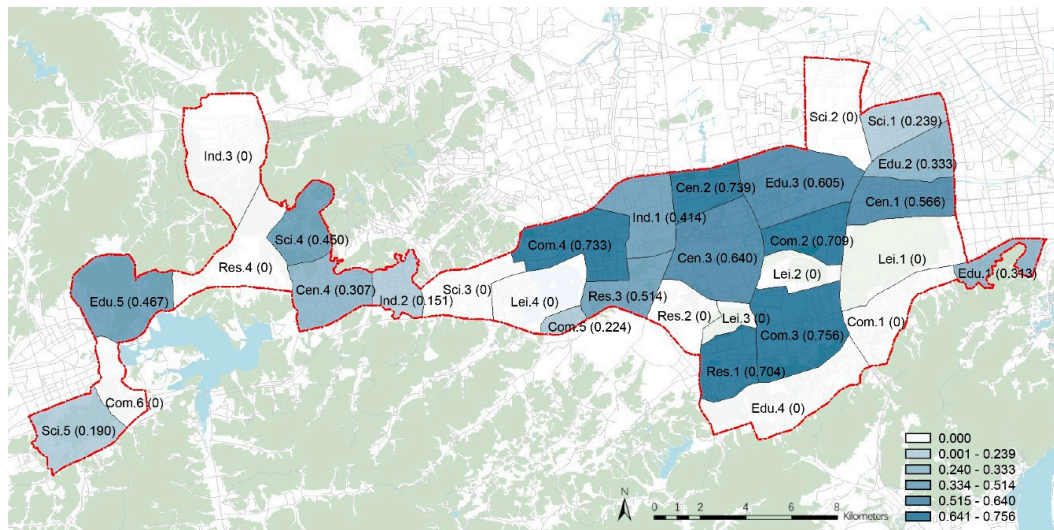 Sci.2 (0)
Sci.1 (0.239)
Ind.3 (0)
Edu.2 (0.333)
Cen.2 (0.739)
Edu.3 (0.605)
Cen.1 (0.566)
Ind.1 (0.414)
Sci.4 (0.450)
Com.4 (0.733)
Com.2 (0.709)
Cen.3 (0.640)
Lei.1 (0)
Res.4 (0)
Lei.2 (0)
Edu.1 (0.313)
Sci.3 (0)
Cen.4 (0.307)
Res.3 (0.514)
Edu.5 (0.467)
Ind.2 (0.151)
Lei.4 (0)
Res.2 (0)
Lei.3 (0)
Com.1 (0)
Com.5 (0.224)
Com.3 (0.756)
Res.1 (0.704)
Com.6 (0)
Edu.4 (0)
Sci.5 (0.190)
0.000
0.001 - 0.239
0.240 - 0.333
0.334 - 0.514
0.515 - 0.640
0.641 - 0.756
N
0 1 2 4 6 8
Kilometers